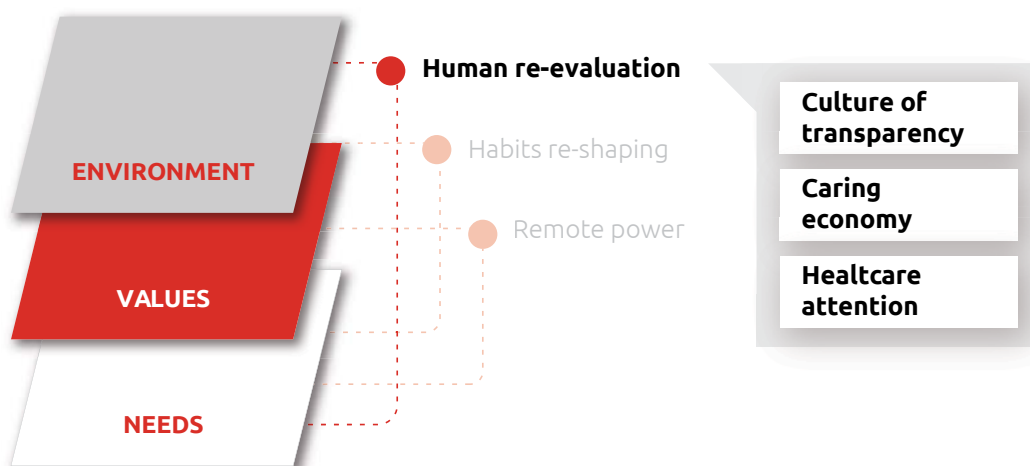 ENVIRONMENT
VALUES
NEEDS
Human re-evaluation
Habits re-shaping
Remote power
Culture of
transparency
Caring
economy
Healtcare
attention